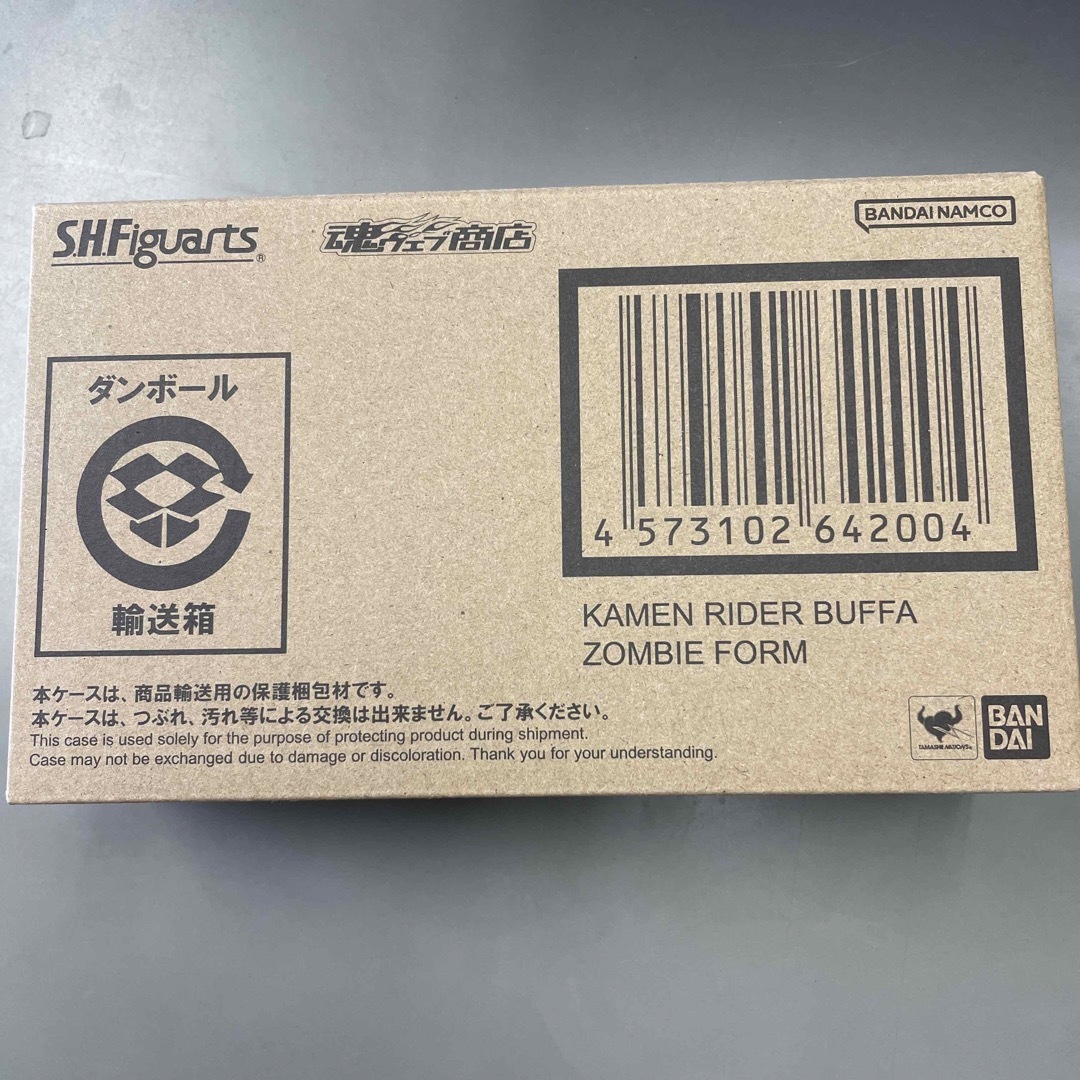 S.H.Figuarts®
魂ウェブ商店
BANDAI NAMCO
ダンボール
輸送箱
4 573102 642004
KAMEN RIDER BUFFA
ZOMBIE FORM
本ケースは、商品輸送用の保護梱包材です。
本ケースは、つぶれ、汚れ等による交換は出来ません。ご了承ください。
This case is used solely for the purpose of protecting product during shipment.
Case may not be exchanged due to damage or discoloration. Thank you for your understanding.
TAMASHII NATIONS
BAN
DAI